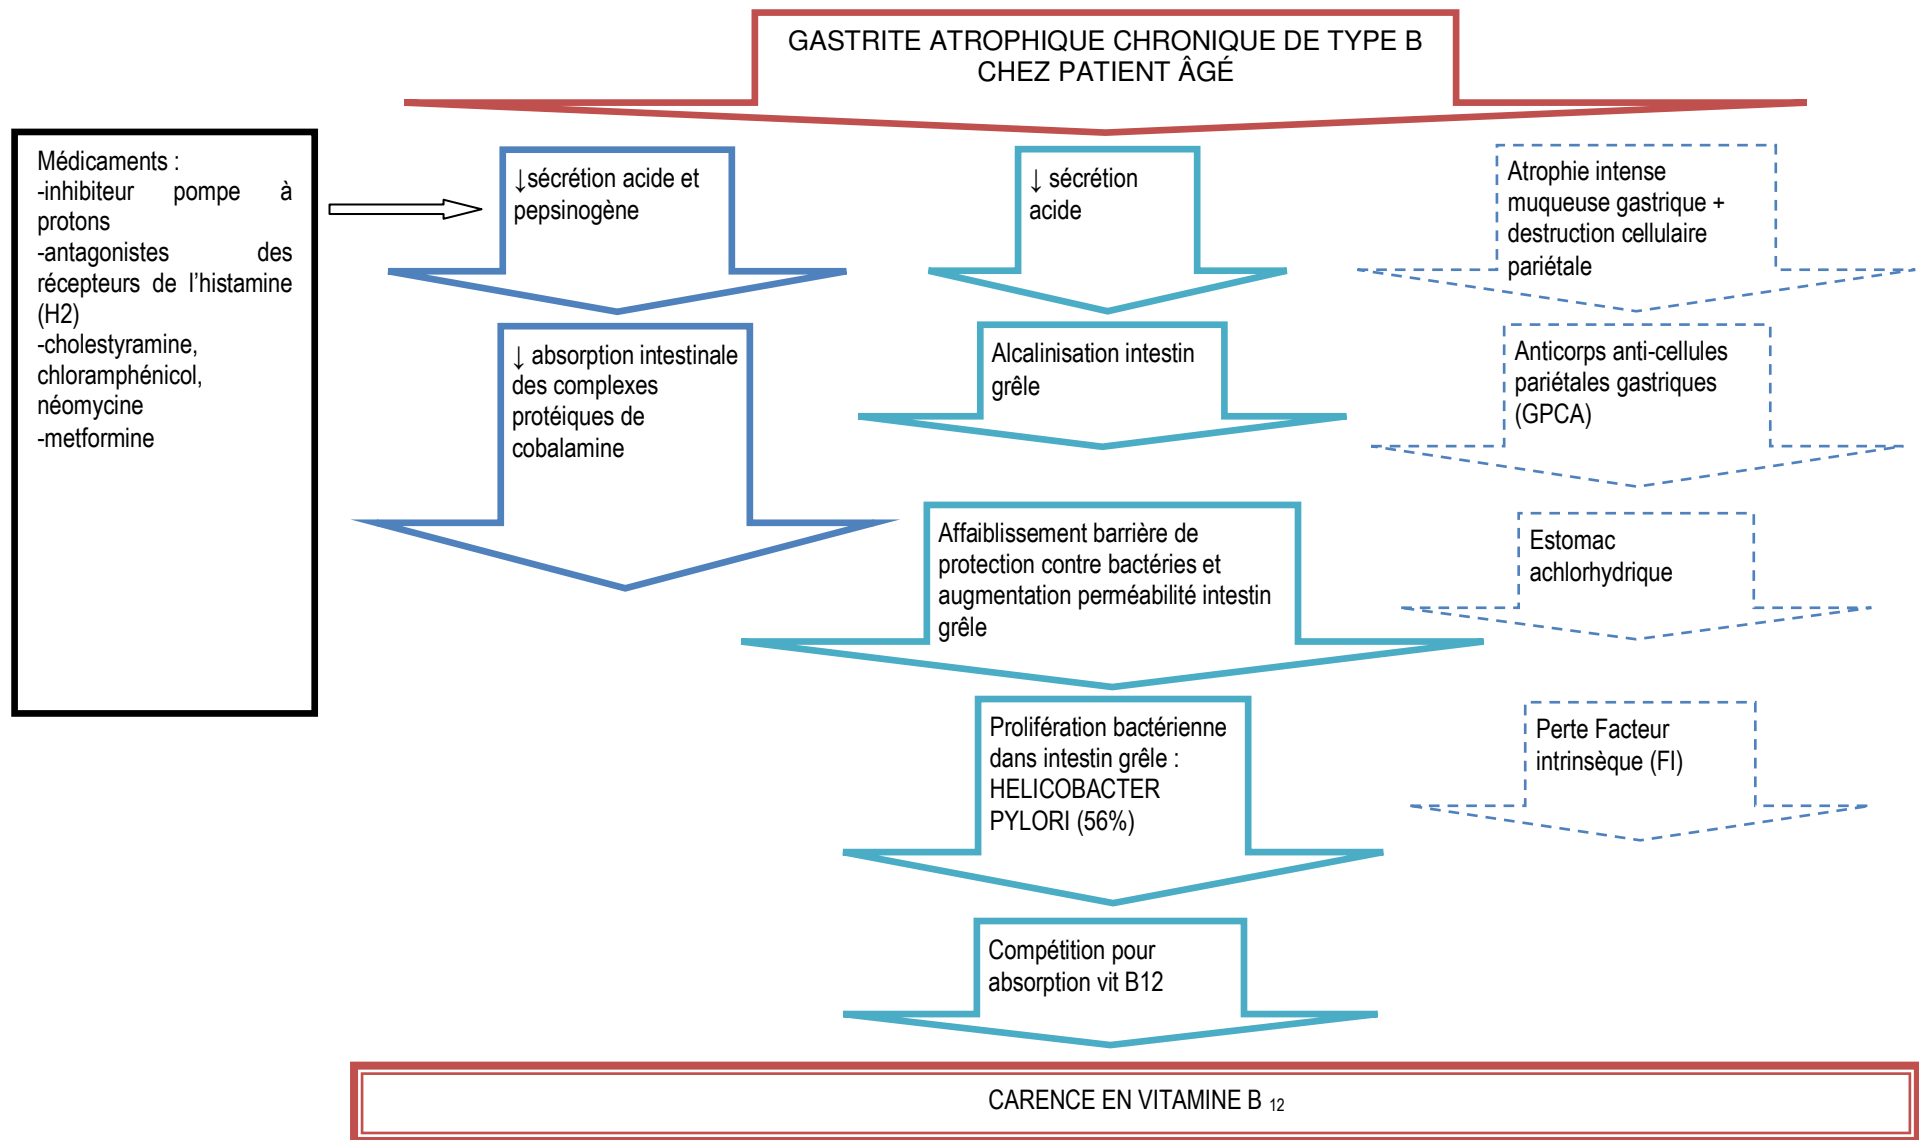 GASTRITE ATROPHIQUE CHRONIQUE DE TYPE B
CHEZ PATIENT ÂGÉ
Médicaments :
-inhibiteur pompe à
protons
-antagonistes des
récepteurs de l’histamine
(H2)
-cholestyramine,
chloramphénicol,
néomycine
-metformine
↓sécrétion acide et
pepsinogène
↓ absorption intestinale
des complexes
protéiques de
cobalamine
↓ sécrétion
acide
Alcalinisation intestin
grêle
Affaiblissement barrière de
protection contre bactéries et
augmentation perméabilité intestin
grêle
Prolifération bactérienne
dans intestin grêle :
HELICOBACTER
PYLORI (56%)
Compétition pour
absorption vit B12
Atrophie intense
muqueuse gastrique +
destruction cellulaire
pariétale
Anticorps anti-cellules
pariétales gastriques
(GPCA)
Estomac
achlorhydrique
Perte Facteur
intrinsèque (FI)
CARENCE EN VITAMINE B 12